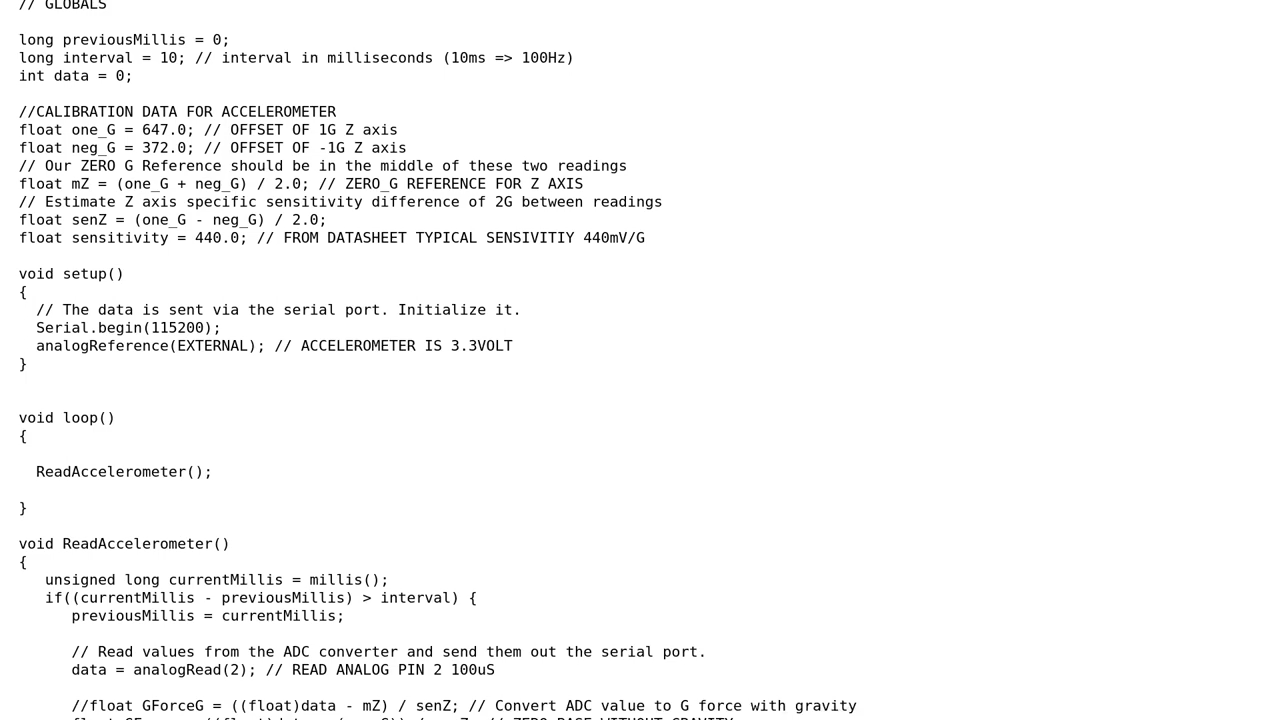 // GLOBALS
long previousMillis = 0;
long interval = 10; // interval in milliseconds (10ms => 100Hz)
int data = 0;
//CALIBRATION DATA FOR ACCELEROMETER
float one_G = 647.0; // OFFSET OF 1G Z axis
float neg_G = 372.0; // OFFSET OF -1G Z axis
// Our ZERO G Reference should be in the middle of these two readings
float mZ = (one_G + neg_G) / 2.0; // ZERO_G REFERENCE FOR Z AXIS
// Estimate Z axis specific sensitivity difference of 2G between readings
float senZ = (one_G - neg_G) / 2.0;
float sensitivity = 440.0; // FROM DATASHEET TYPICAL SENSIVITIY 440mV/G
void setup()
{
  // The data is sent via the serial port. Initialize it.
  Serial.begin(115200);
  analogReference(EXTERNAL); // ACCELEROMETER IS 3.3VOLT
}
void loop()
{
  ReadAccelerometer();
}
void ReadAccelerometer()
{
   unsigned long currentMillis = millis();
   if((currentMillis - previousMillis) > interval) {
      previousMillis = currentMillis;
      // Read values from the ADC converter and send them out the serial port.
      data = analogRead(2); // READ ANALOG PIN 2 100uS
      //float GForceG = ((float)data - mZ) / senZ; // Convert ADC value to G force with gravity